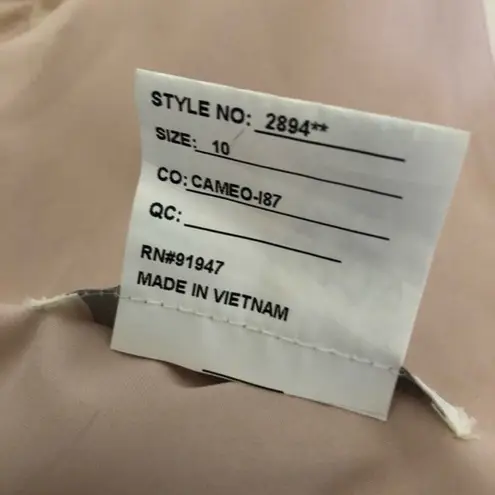 STYLE NO: 2894**
SIZE: 10
CO: CAMEO-I87
QC:
RN#91947
MADE IN VIETNAM